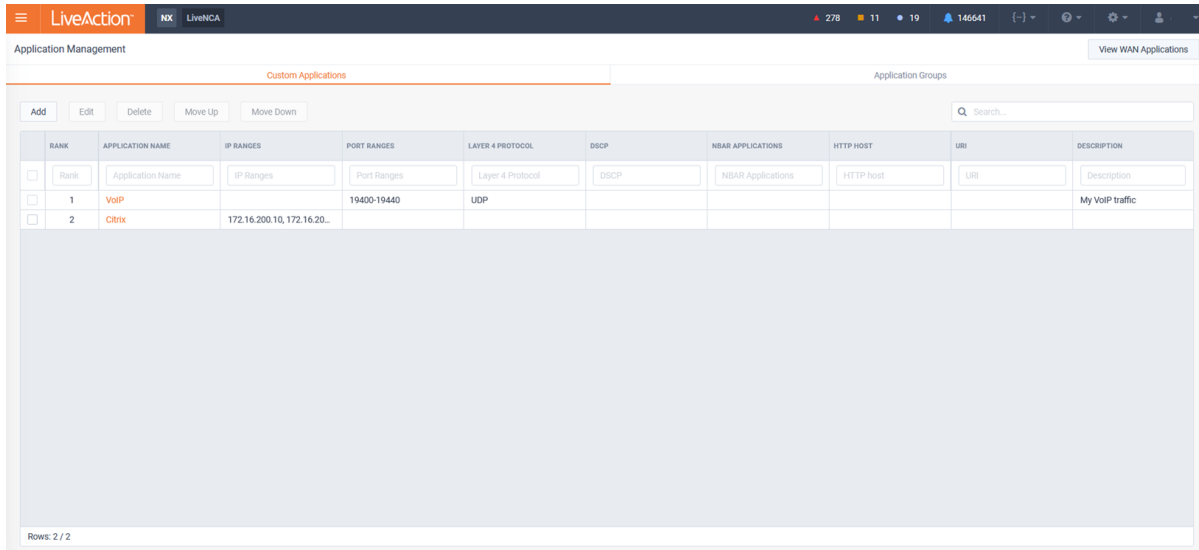 LiveAction NX LiveNCA 278 11 19 146641 {--}
Application Management View WAN Applications
Custom Applications Application Groups
Add Edit Delete Move Up Move Down Search...
RANK APPLICATION NAME IP RANGES PORT RANGES LAYER 4 PROTOCOL DSCP NBAR APPLICATIONS HTTP HOST URI DESCRIPTION
Rank Application Name IP Ranges Port Ranges Layer 4 Protocol DSCP NBAR Applications HTTP host URI Description
1 VoIP 19400-19440 UDP My VoIP traffic
2 Citrix 172.16.200.10, 172.16.20...
Rows: 2 / 2